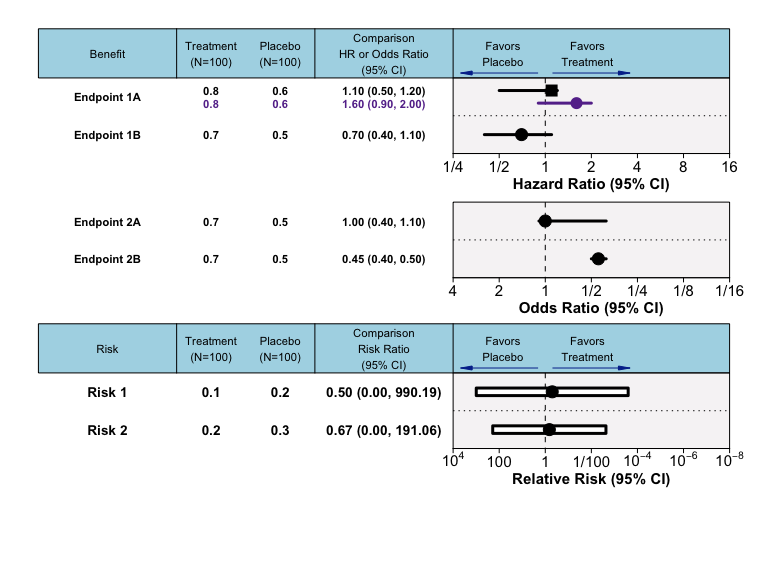 Benefit
Treatment
(N=100)
Placebo
(N=100)
Comparison
HR or Odds Ratio
(95% CI)
Favors
Placebo
Favors
Treatment
Endpoint 1A 0.8 0.6 1.10 (0.50, 1.20)
0.8 0.6 1.60 (0.90, 2.00)
Endpoint 1B 0.7 0.5 0.70 (0.40, 1.10)
1/4 1/2 1 2 4 8 16
Hazard Ratio (95% CI)
Endpoint 2A 0.7 0.5 1.00 (0.40, 1.10)
Endpoint 2B 0.7 0.5 0.45 (0.40, 0.50)
4 2 1 1/2 1/4 1/8 1/16
Odds Ratio (95% CI)
Risk
Treatment
(N=100)
Placebo
(N=100)
Comparison
Risk Ratio
(95% CI)
Favors
Placebo
Favors
Treatment
Risk 1 0.1 0.2 0.50 (0.00, 990.19)
Risk 2 0.2 0.3 0.67 (0.00, 191.06)
10⁴ 100 1 1/100 10⁻⁴ 10⁻⁶ 10⁻⁸
Relative Risk (95% CI)